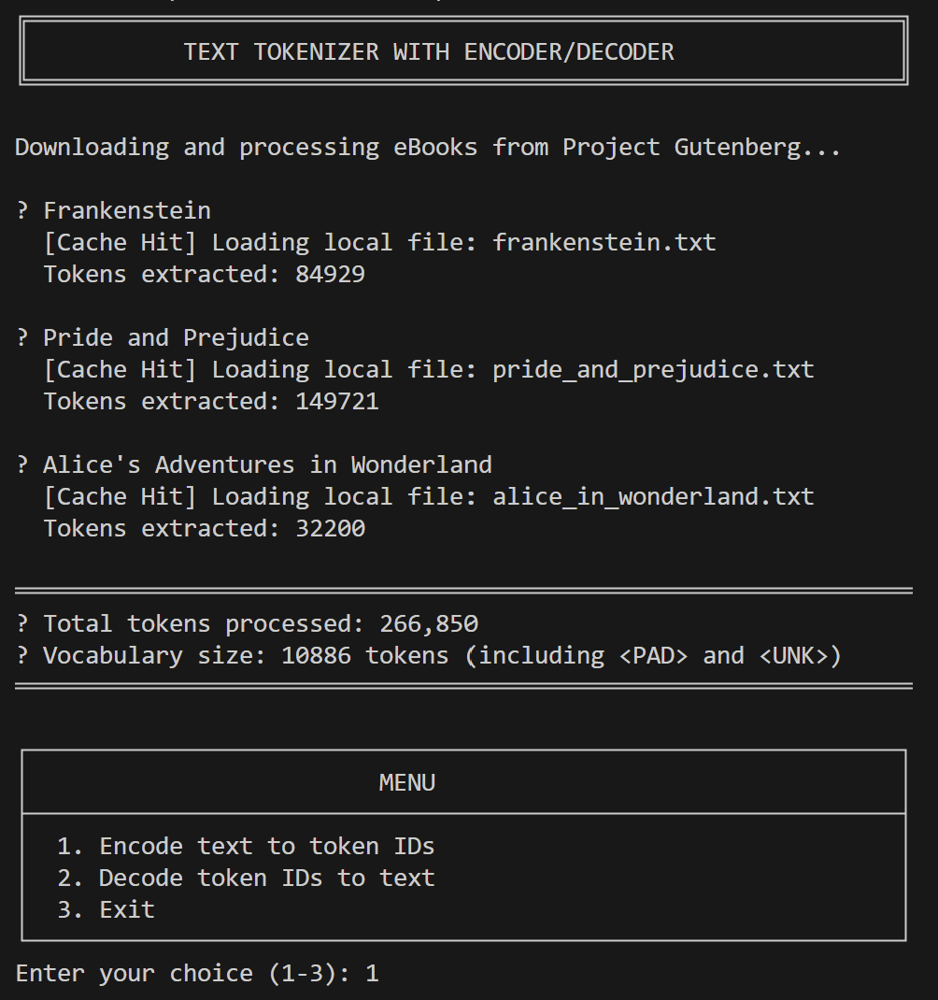 TEXT TOKENIZER WITH ENCODER/DECODER
Downloading and processing eBooks from Project Gutenberg...
? Frankenstein
[Cache Hit] Loading local file: frankenstein.txt
Tokens extracted: 84929
? Pride and Prejudice
[Cache Hit] Loading local file: pride_and_prejudice.txt
Tokens extracted: 149721
? Alice's Adventures in Wonderland
[Cache Hit] Loading local file: alice_in_wonderland.txt
Tokens extracted: 32200
? Total tokens processed: 266,850
? Vocabulary size: 10886 tokens (including <PAD> and <UNK>)
MENU
1. Encode text to token IDs
2. Decode token IDs to text
3. Exit
Enter your choice (1-3): 1